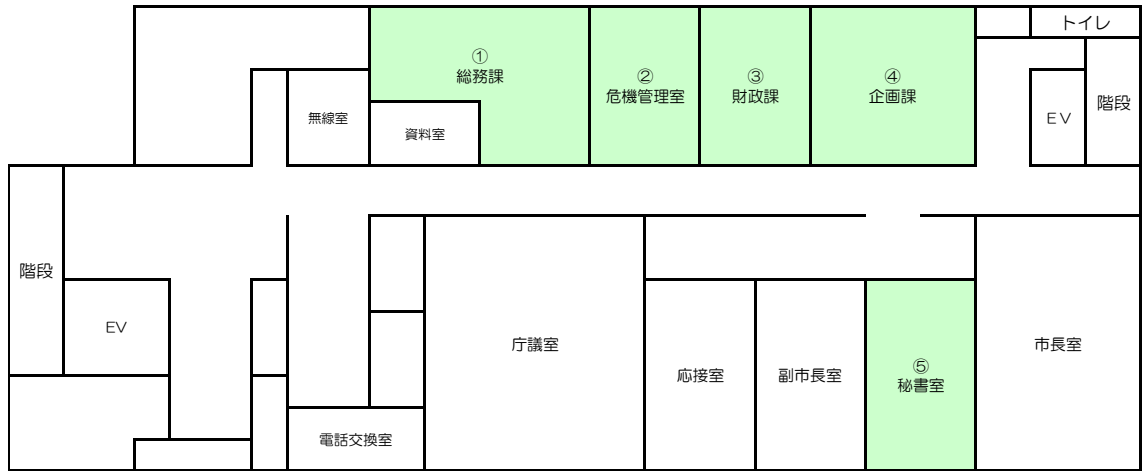 トイレ
①
総務課
②
危機管理室
③
財政課
④
企画課
無線室
資料室
EV
階段
階段
EV
庁議室
応接室
副市長室
⑤
秘書室
市長室
電話交換室